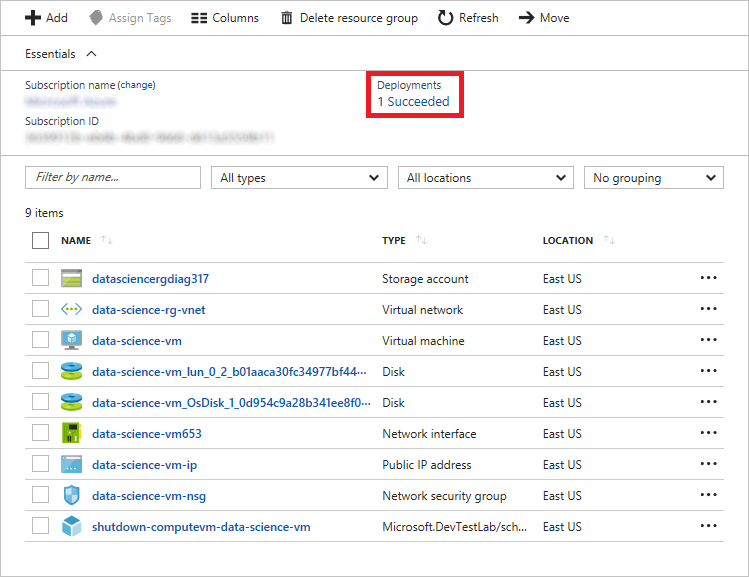 Add Assign Tags Columns Delete resource group Refresh Move
Essentials
Subscription name (change) Deployments
1 Succeeded
Subscription ID
Filter by name... All types All locations No grouping
9 items
NAME TYPE LOCATION
datasciencergdiag317 Storage account East US ...
data-science-rg-vnet Virtual network East US ...
data-science-vm Virtual machine East US ...
data-science-vm_lun_0_2_b01aaca30fc34977bf44... Disk East US ...
data-science-vm_OsDisk_1_0d954c9a28b341ee8f0... Disk East US ...
data-science-vm653 Network interface East US ...
data-science-vm-ip Public IP address East US ...
data-science-vm-nsg Network security group East US ...
shutdown-computevm-data-science-vm Microsoft.DevTestLab/sch... East US ...